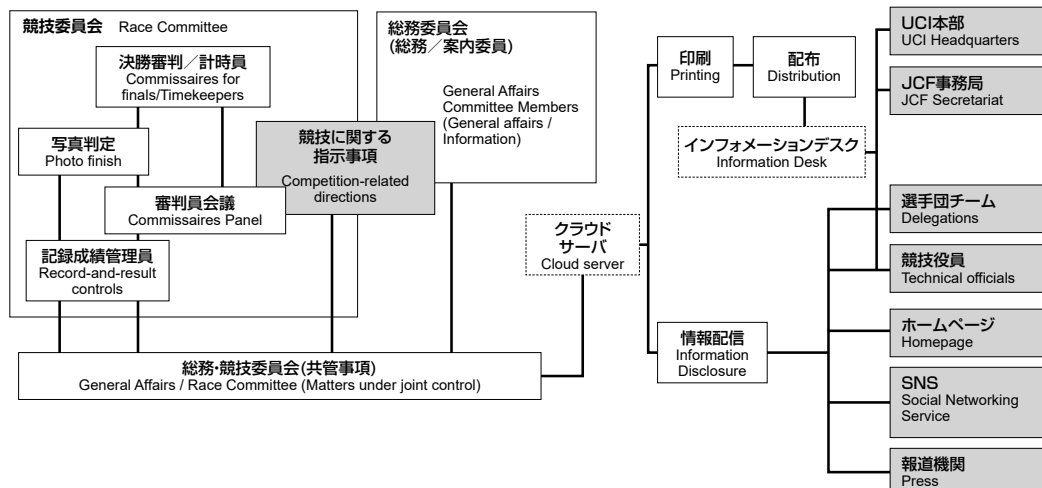 競技委員会 Race Committee
決勝審判／計時員
Commissaires for
finals/Timekeepers
写真判定
Photo finish
審判員会議
Commissaires Panel
記録成績管理員
Record-and-result
controls
競技に関する
指示事項
Competition-related
directions
総務委員会
(総務／案内委員)
General Affairs
Committee Members
(General affairs /
Information)
総務・競技委員会(共管事項)
General Affairs / Race Committee (Matters under joint control)
クラウド
サーバ
Cloud server
印刷
Printing
配布
Distribution
インフォメーションデスク
Information Desk
情報配信
Information
Disclosure
UCI本部
UCI Headquarters
JCF事務局
JCF Secretariat
選手団チーム
Delegations
競技役員
Technical officials
ホームページ
Homepage
SNS
Social Networking
Service
報道機関
Press